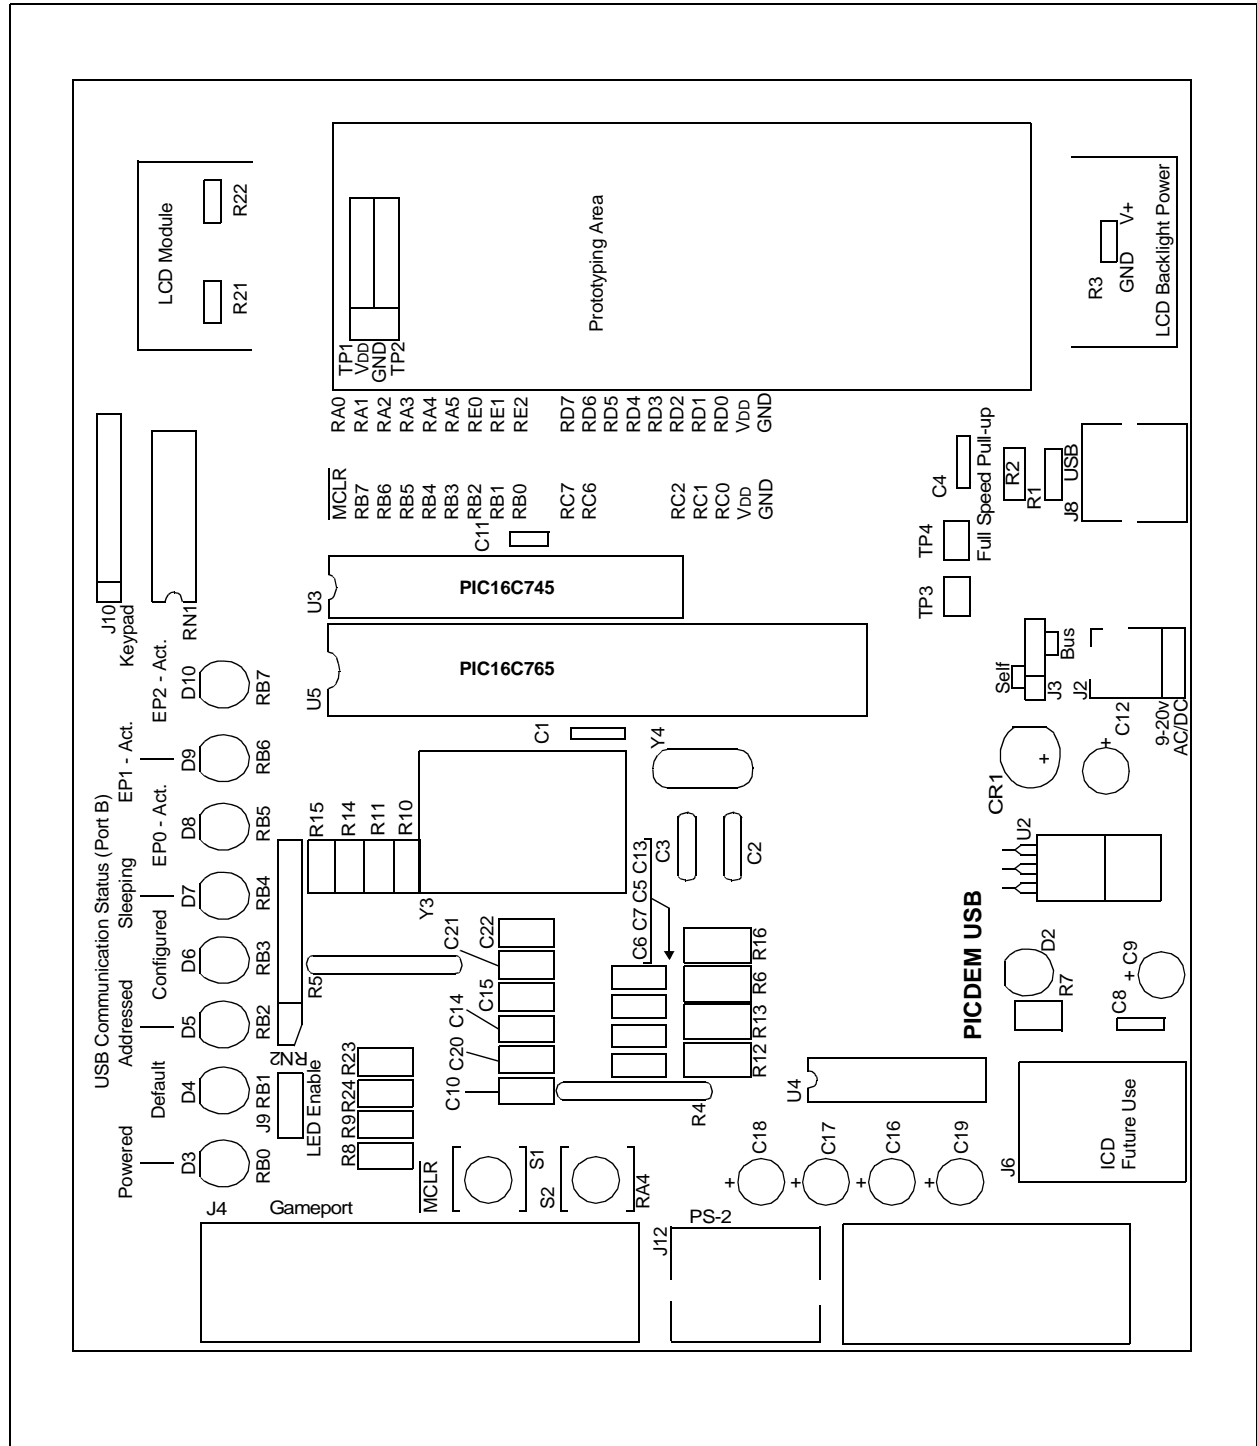 LCD Module
R22
R21
Prototyping Area
TP1
VDD
GND
TP2
LCD Backlight Power
R3
GND
V+
RA0
RA1
RA2
RA3
RA4
RA5
RE0
RE1
RE2
RD7
RD6
RD5
RD4
RD3
RD2
RD1
RD0
VDD
GND
MCLR
RB7
RB6
RB5
RB4
RB3
RB2
RB1
RB0
RC7
RC6
RC2
RC1
RC0
VDD
GND
J10
Keypad
RN1
C11
U3
PIC16C745
U5
PIC16C765
C4
Full Speed Pull-up
TP4
TP3
R2
R1
J8
USB
Self
Bus
J3
J2
9-20v
AC/DC
C12
+
CR1
+
U2
USB Communication Status (Port B)
Powered
Default
Addressed
Configured
Sleeping
EP0 - Act.
EP1 - Act.
EP2 - Act.
D3
D4
D5
D6
D7
D8
D9
D10
RB0
RB1
RB2
RB3
RB4
RB5
RB6
RB7
J9
LED Enable
RN2
R5
R15
R14
R11
R10
Y3
C1
Y4
C3
C2
C6 C7 C5 C13
C21
C22
C15
C14
C20
C10
R16
R6
R13
R12
R4
R23
R24
R9
R8
MCLR
S1
S2
RA4
U4
PICDEM USB
D2
R7
+ C9
C8
+
C18
+
C17
+
C16
+
C19
J6
ICD
Future Use
J4
Gameport
J12
PS-2